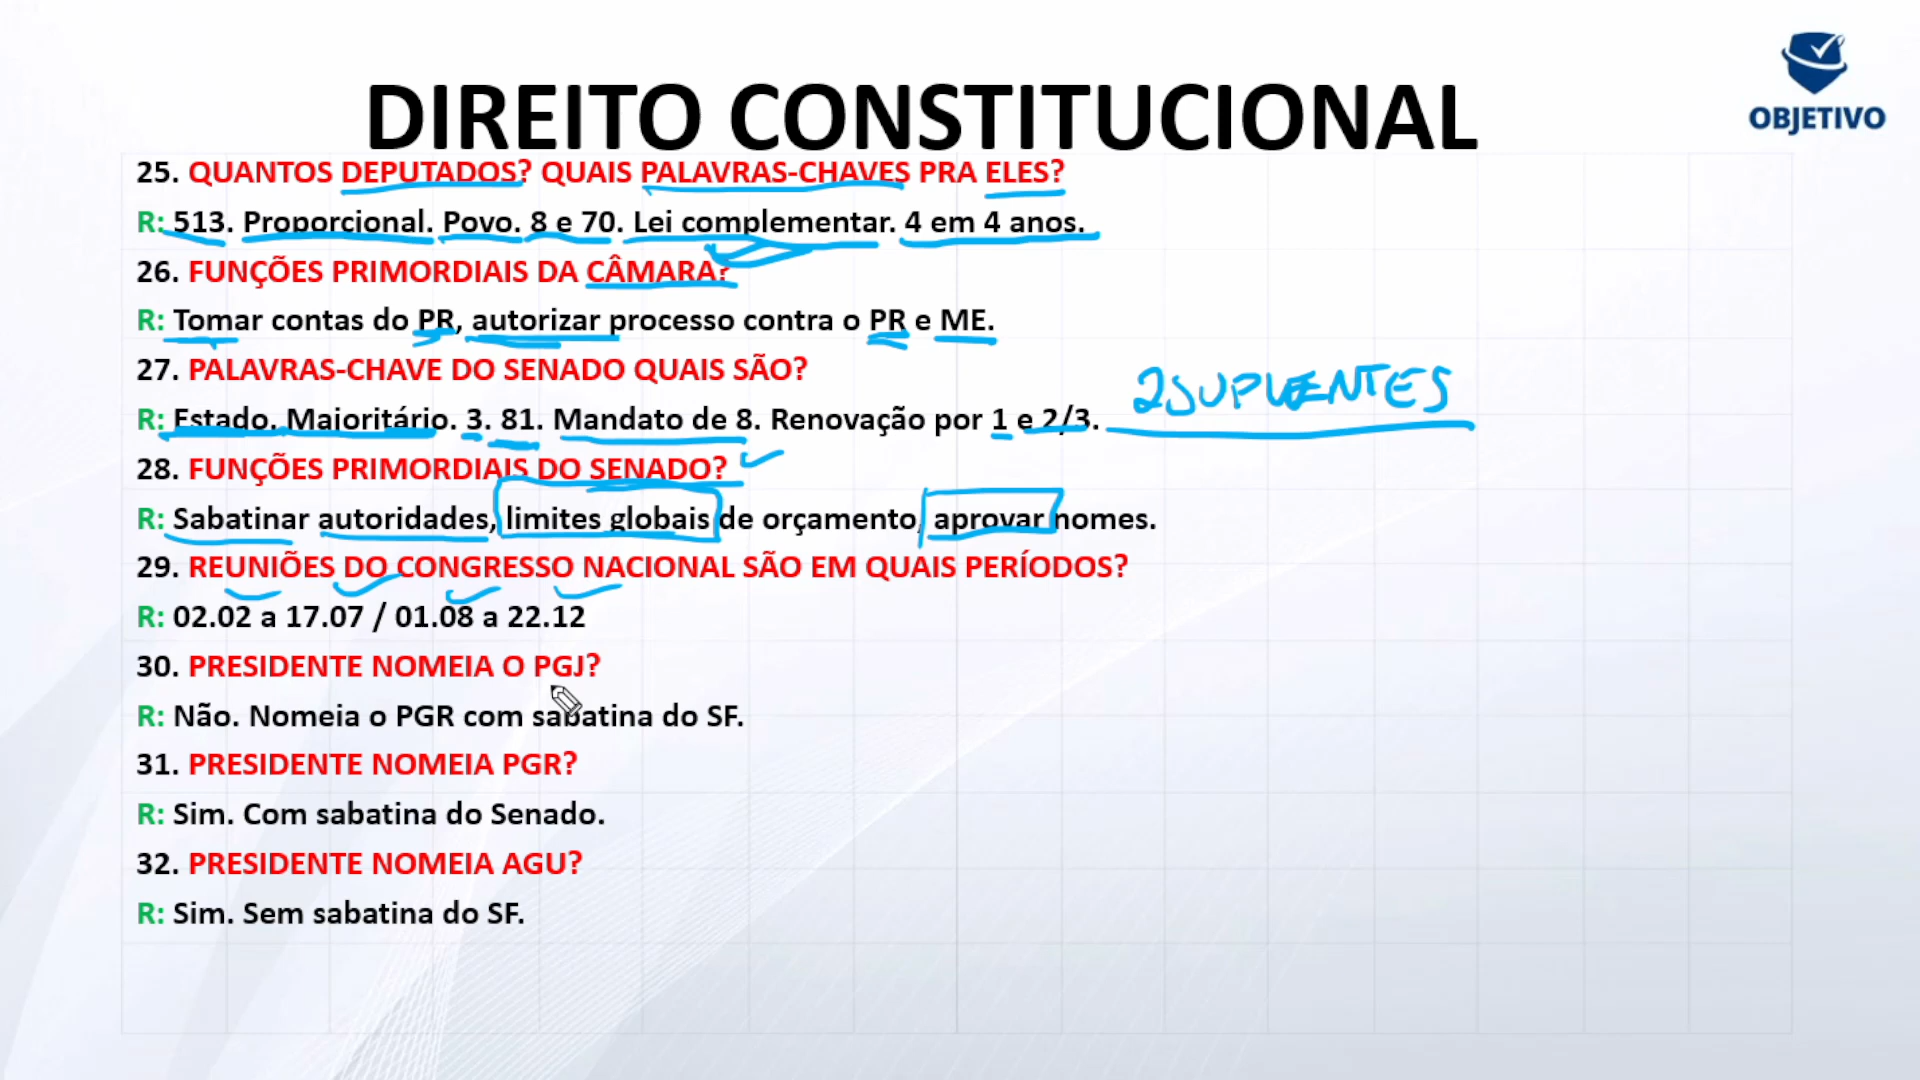 OBJETIVO
DIREITO CONSTITUCIONAL
25. QUANTOS DEPUTADOS? QUAIS PALAVRAS-CHAVES PRA ELES?
R: 513. Proporcional. Povo. 8 e 70. Lei complementar. 4 em 4 anos.
26. FUNÇÕES PRIMORDIAIS DA CÂMARA?
R: Tomar contas do PR, autorizar processo contra o PR e ME.
27. PALAVRAS-CHAVE DO SENADO QUAIS SÃO?
R: Estado. Majoritário. 3. 81. Mandato de 8. Renovação por 1 e 2/3.
2 SUPLENTES
28. FUNÇÕES PRIMORDIAIS DO SENADO?
R: Sabatinar autoridades, limites globais de orçamento, aprovar nomes.
29. REUNIÕES DO CONGRESSO NACIONAL SÃO EM QUAIS PERÍODOS?
R: 02.02 a 17.07 / 01.08 a 22.12
30. PRESIDENTE NOMEIA O PGJ?
R: Não. Nomeia o PGR com sabatina do SF.
31. PRESIDENTE NOMEIA PGR?
R: Sim. Com sabatina do Senado.
32. PRESIDENTE NOMEIA AGU?
R: Sim. Sem sabatina do SF.